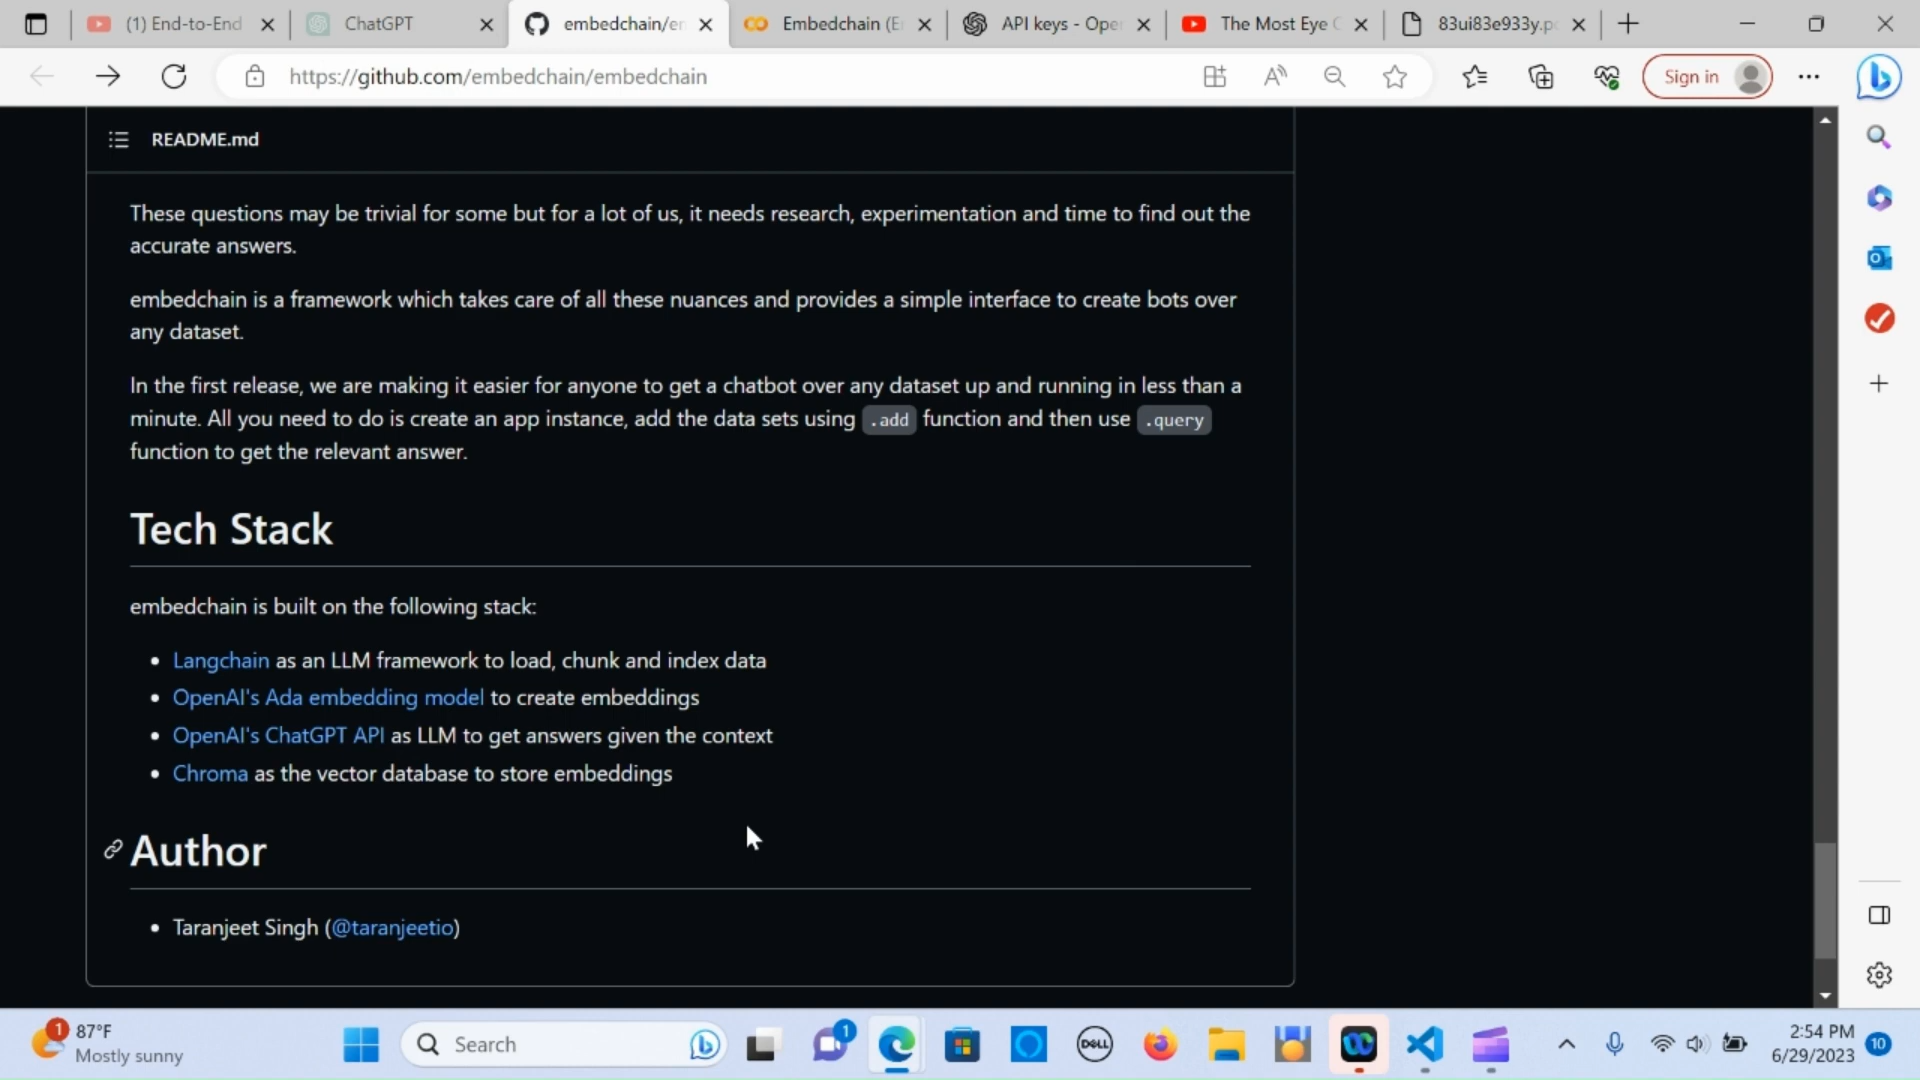 (1) End-to-End
ChatGPT
embedchain/e
Embedchain (E
API keys - Ope
The Most Eye C
83ui83e933y.p
https://github.com/embedchain/embedchain
Sign in
README.md
These questions may be trivial for some but for a lot of us, it needs research, experimentation and time to find out the
accurate answers.
embedchain is a framework which takes care of all these nuances and provides a simple interface to create bots over
any dataset.
In the first release, we are making it easier for anyone to get a chatbot over any dataset up and running in less than a
minute. All you need to do is create an app instance, add the data sets using .add function and then use .query
function to get the relevant answer.
Tech Stack
embedchain is built on the following stack:
• Langchain as an LLM framework to load, chunk and index data
• OpenAI's Ada embedding model to create embeddings
• OpenAI's ChatGPT API as LLM to get answers given the context
• Chroma as the vector database to store embeddings
Author
• Taranjeet Singh (@taranjeetio)
1
87°F
Mostly sunny
Search
1
DELL
2:54 PM
6/29/2023
10